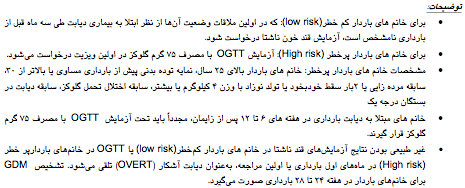 توضیحات:
برای خانم های باردار کم خطر(low risk): که در اولین ملاقات وضعیت آن‌ها از نظر ابتلا به بیماری دیابت طی سه ماه قبل از
بارداری نامشخص است، آزمایش قند خون ناشتا درخواست شود.
برای خانم های باردار پرخطر: (High risk) آزمایش OGTT با مصرف ۷۵ گرم گلوکز در اولین ویزیت درخواست می‌شود.
مشخصات خانم های باردار پرخطر: خانم های باردار بالای ۲۵ سال، نمایه توده بدنی پیش از بارداری مساوی یا بالاتر از ۳۰،
سابقه مرده زایی یا ۲بار سقط خودبخود یا تولد نوزاد با وزن ۴ کیلوگرم یا بیشتر، سابقه اختلال تحمل گلوکز، سابقه دیابت در
بستگان درجه یک
خانم های مبتلا به دیابت بارداری در هفته های ۶ تا ۱۲ پس از زایمان، مجدداً باید تحت آزمایش OGTT با مصرف ۷۵ گرم
گلوکز قرار گیرند.
غیر طبیعی بودن نتایج آزمایش‌های قند ناشتا در خانم های باردار کم‌خطر(low risk) یا OGTT در خانم‌های باردارپر خطر
(High risk) در ماه‌های اول بارداری یا اولین مراجعه، به‌عنوان دیابت آشکار (OVERT) تلقی می‌شود. تشخیص GDM
برای خانم‌های باردار در هفته ۲۴ تا ۲۸ بارداری صورت می‌گیرد.